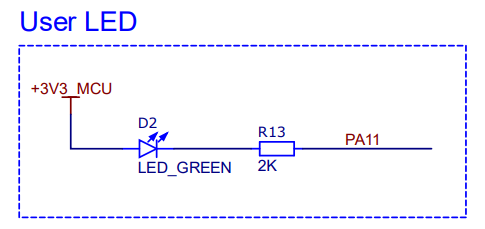 User LED
+3V3_MCU
D2
LED_GREEN
R13
2K
PA11